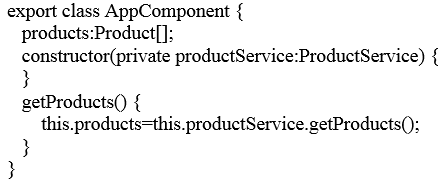 export class AppComponent {
products:Product[];
constructor(private productService:ProductService) {
}
getProducts() {
this.products=this.productService.getProducts();
}
}